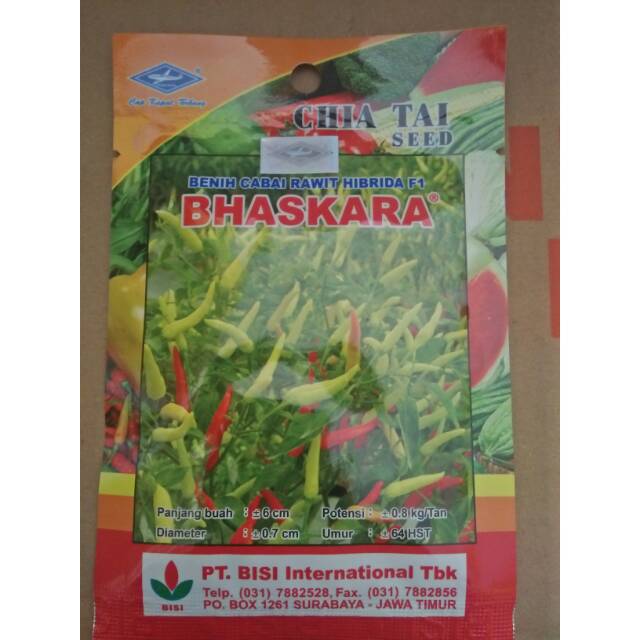 Cap Kapal Terbang ®
CHIA TAI
SEED
BENIH CABAI RAWIT HIBRIDA F1
BHASKARA®
Panjang buah : ± 6 cm Potensi : ± 0.8 kg/Tan
Diameter : ± 0.7 cm Umur : ± 64 HST
BISI
PT. BISI International Tbk
Telp. (031) 7882528, Fax. (031) 7882856
PO. BOX 1261 SURABAYA - JAWA TIMUR